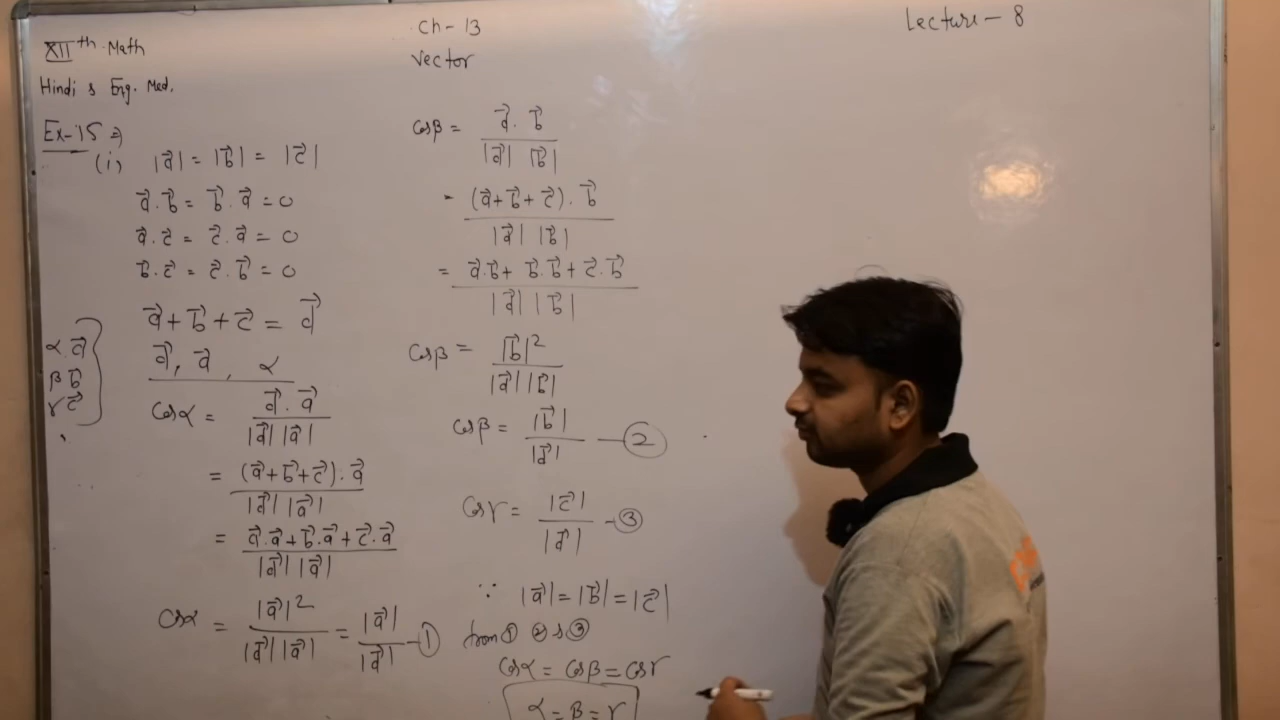 XIIth Math
Hindi & Eng. Med.
Ch-13
Vector
Lecture-8
Ex-15⇒
(i) |a⃗| = |b⃗| = |c⃗|
a⃗.b⃗ = b⃗.a⃗ = 0
a⃗.c⃗ = c⃗.a⃗ = 0
b⃗.c⃗ = c⃗.b⃗ = 0
a⃗+b⃗+c⃗ = d⃗
α a⃗
β b⃗
γ c⃗
d⃗, a⃗, α
cosα = d⃗.a⃗ / |d⃗||a⃗|
= (a⃗+b⃗+c⃗).a⃗ / |d⃗||a⃗|
= a⃗.a⃗+b⃗.a⃗+c⃗.a⃗ / |d⃗||a⃗|
cosα = |a⃗|² / |d⃗||a⃗| = |a⃗| / |d⃗| -①
cosβ = d⃗.b⃗ / |d⃗| |b⃗|
= (a⃗+b⃗+c⃗).b⃗ / |d⃗| |b⃗|
= a⃗.b⃗+b⃗.b⃗+c⃗.b⃗ / |d⃗| |b⃗|
cosβ = |b⃗|² / |d⃗||b⃗|
cosβ = |b⃗| / |d⃗| -②
cosγ = |c⃗| / |d⃗| -③
∵ |a⃗|=|b⃗|=|c⃗|
from ① ② & ③
cosα = cosβ = cosγ
α = β = γ